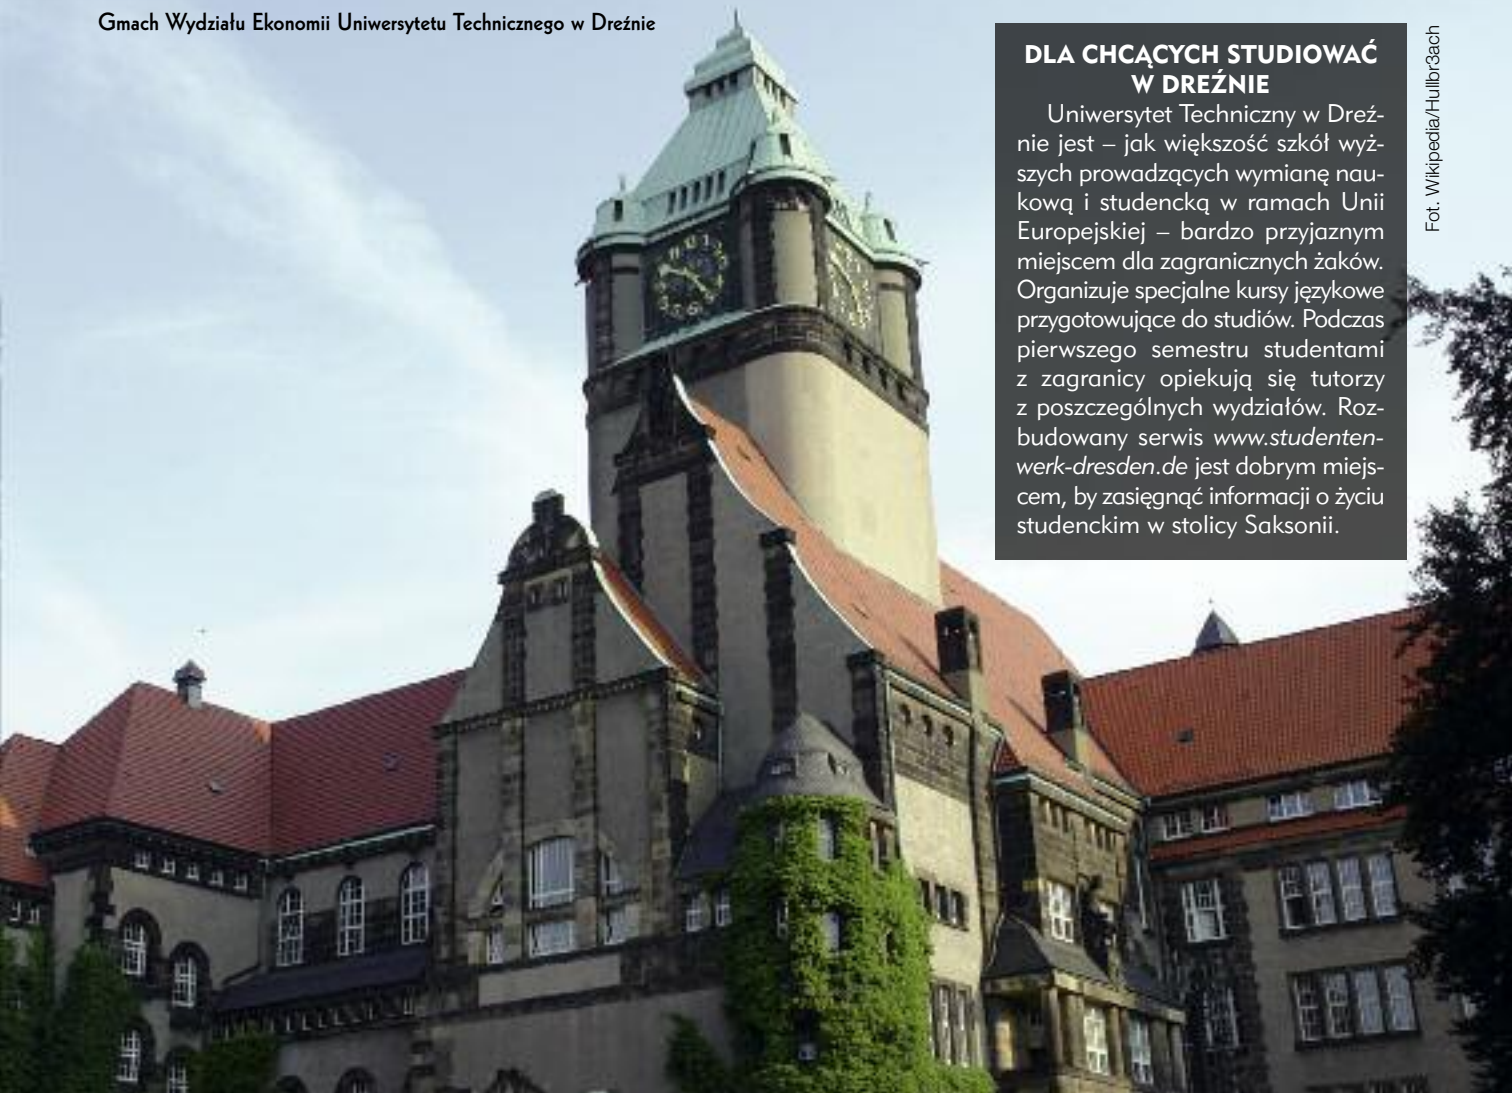 Gmach Wydziału Ekonomii Uniwersytetu Technicznego w Dreźnie
DLA CHCĄCYCH STUDIOWAĆ
W DREŹNIE
Uniwersytet Techniczny w Dreź-
nie jest – jak większość szkół wyż-
szych prowadzących wymianę nau-
kową i studencką w ramach Unii
Europejskiej – bardzo przyjaznym
miejscem dla zagranicznych żaków.
Organizuje specjalne kursy językowe
przygotowujące do studiów. Podczas
pierwszego semestru studentami
z zagranicy opiekują się tutorzy
z poszczególnych wydziałów. Roz-
budowany serwis www.studenten-
werk-dresden.de jest dobrym miejs-
cem, by zasięgnąć informacji o życiu
studenckim w stolicy Saksonii.
Fot. Wikipedia/Hullbr3ach